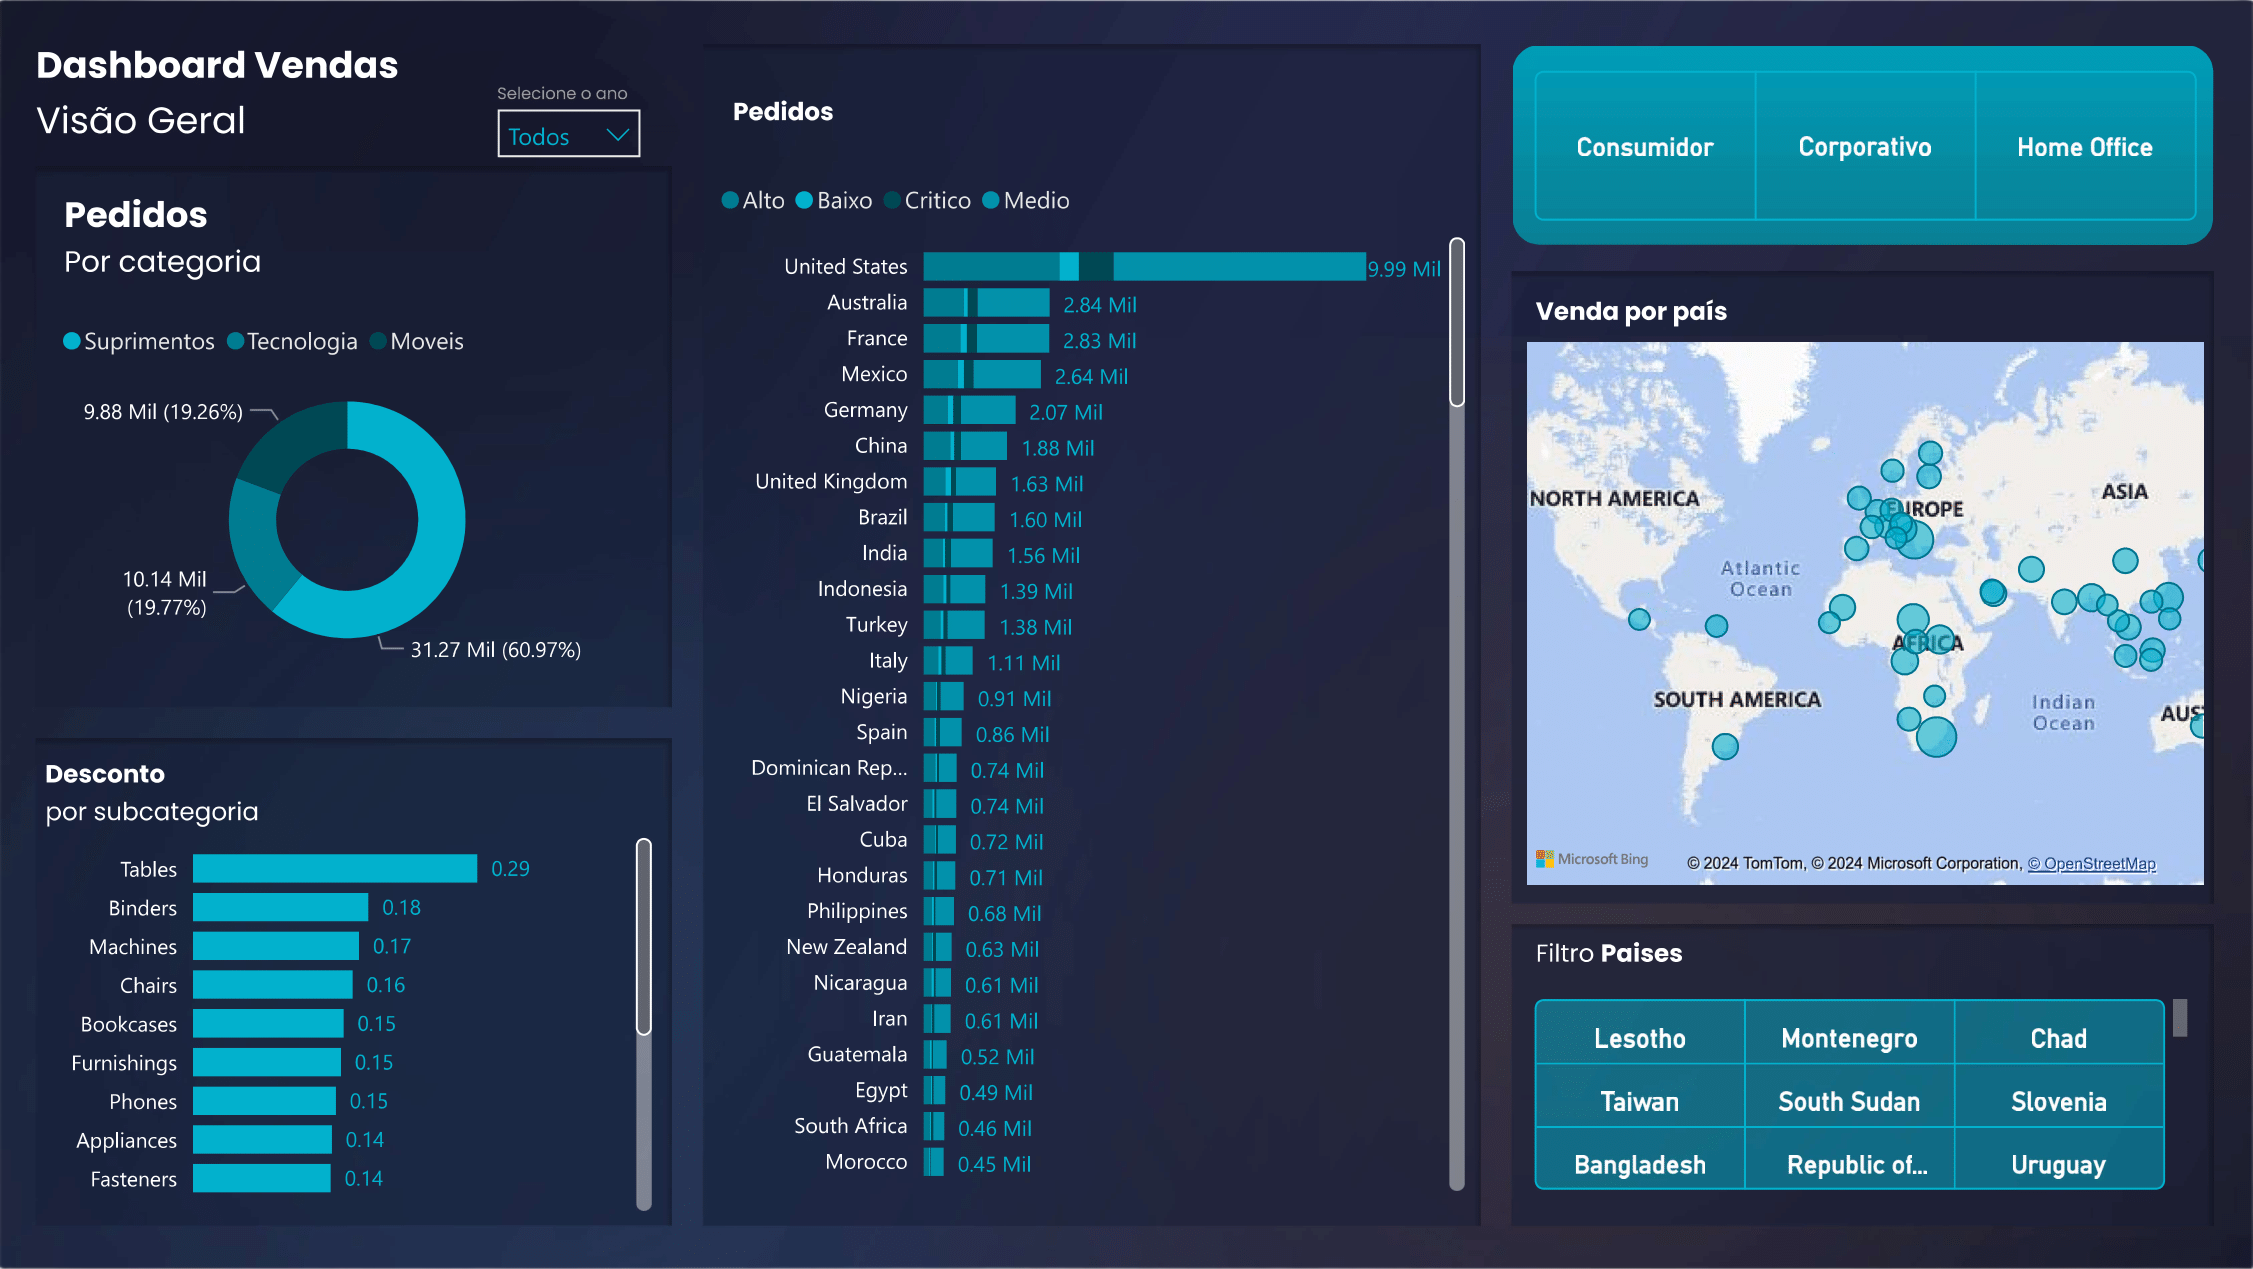 Dashboard Vendas
Visão Geral
Selecione o ano
Todos
Pedidos
Por categoria
Suprimentos Tecnologia Moveis
9.88 Mil (19.26%)
10.14 Mil
(19.77%)
31.27 Mil (60.97%)
Desconto
por subcategoria
Tables 0.29
Binders 0.18
Machines 0.17
Chairs 0.16
Bookcases 0.15
Furnishings 0.15
Phones 0.15
Appliances 0.14
Fasteners 0.14
Pedidos
Alto Baixo Critico Medio
United States 9.99 Mil
Australia 2.84 Mil
France 2.83 Mil
Mexico 2.64 Mil
Germany 2.07 Mil
China 1.88 Mil
United Kingdom 1.63 Mil
Brazil 1.60 Mil
India 1.56 Mil
Indonesia 1.39 Mil
Turkey 1.38 Mil
Italy 1.11 Mil
Nigeria 0.91 Mil
Spain 0.86 Mil
Dominican Rep... 0.74 Mil
El Salvador 0.74 Mil
Cuba 0.72 Mil
Honduras 0.71 Mil
Philippines 0.68 Mil
New Zealand 0.63 Mil
Nicaragua 0.61 Mil
Iran 0.61 Mil
Guatemala 0.52 Mil
Egypt 0.49 Mil
South Africa 0.46 Mil
Morocco 0.45 Mil
Consumidor Corporativo Home Office
Venda por país
NORTH AMERICA
EUROPE
ASIA
Atlantic
Ocean
AFRICA
SOUTH AMERICA
Indian
Ocean
AUS
Microsoft Bing
© 2024 TomTom, © 2024 Microsoft Corporation, © OpenStreetMap
Filtro Paises
Lesotho Montenegro Chad
Taiwan South Sudan Slovenia
Bangladesh Republic of... Uruguay